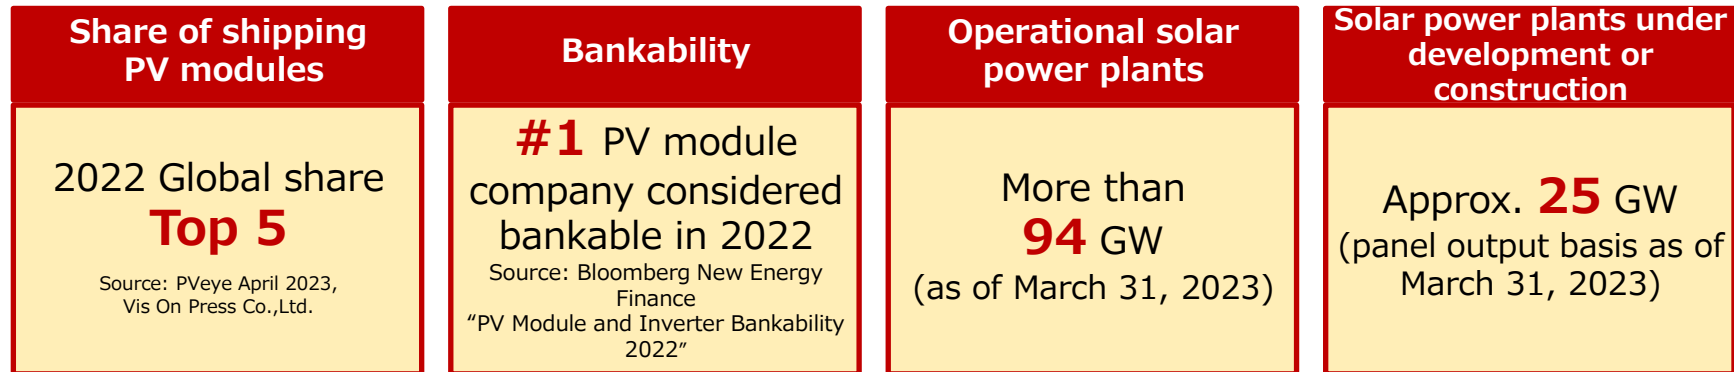 Share of shipping
PV modules
2022 Global share
Top 5
Source: PVeye April 2023,
Vis On Press Co.,Ltd.
Bankability
#1 PV module
company considered
bankable in 2022
Source: Bloomberg New Energy
Finance
“PV Module and Inverter Bankability
2022”
Operational solar
power plants
More than
94 GW
(as of March 31, 2023)
Solar power plants under
development or
construction
Approx. 25 GW
(panel output basis as of
March 31, 2023)